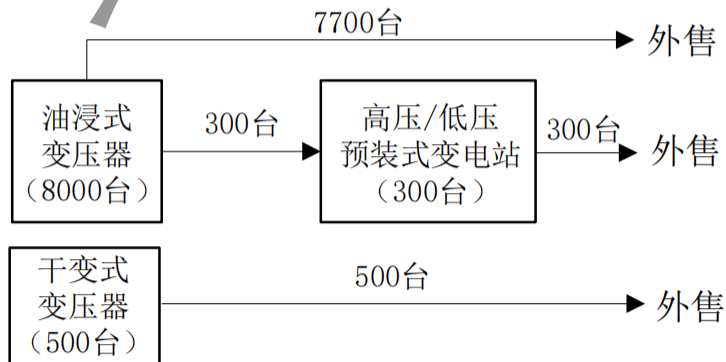 7700台
外售
油浸式
变压器
（8000台）
300台
高压/低压
预装式变电站
（300台）
300台
外售
干变式
变压器
（500台）
500台
外售